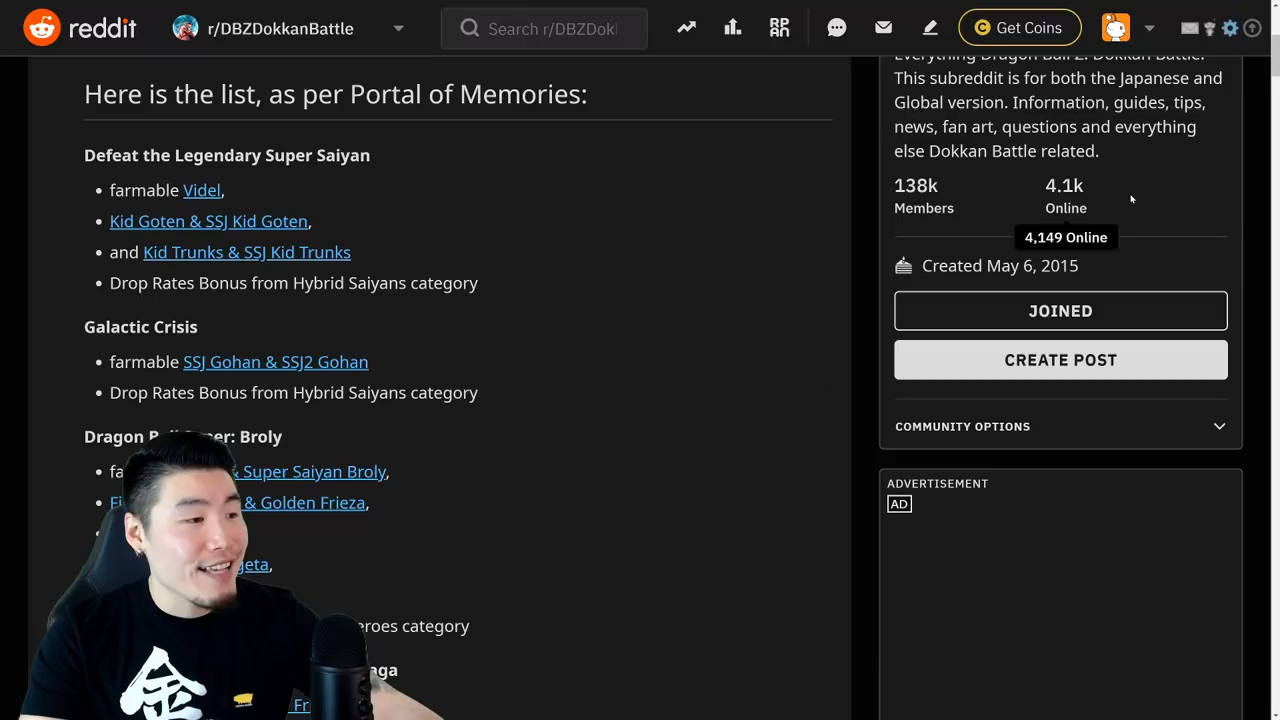 reddit
r/DBZDokkanBattle
Search r/DBZDokl
Get Coins
Here is the list, as per Portal of Memories:
Defeat the Legendary Super Saiyan
farmable Videl,
Kid Goten & SSJ Kid Goten,
and Kid Trunks & SSJ Kid Trunks
Drop Rates Bonus from Hybrid Saiyans category
Galactic Crisis
farmable SSJ Gohan & SSJ2 Gohan
Drop Rates Bonus from Hybrid Saiyans category
& Super Saiyan Broly,
& Golden Frieza,
category
金
Everything Dragon Ball Z: Dokkan Battle.
This subreddit is for both the Japanese and
Global version. Information, guides, tips,
news, fan art, questions and everything
else Dokkan Battle related.
138k
4.1k
Members
Online
4,149 Online
Created May 6, 2015
JOINED
CREATE POST
COMMUNITY OPTIONS
ADVERTISEMENT
AD